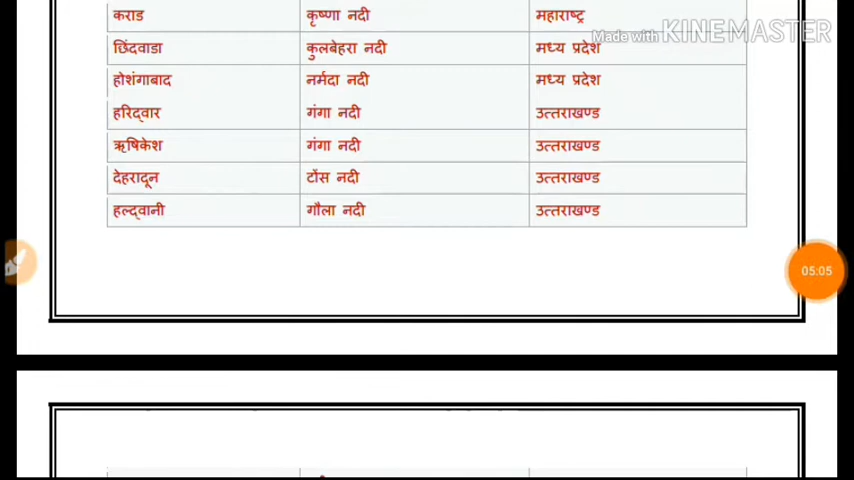 कराड कृष्णा नदी महाराष्ट्र
Made with KINEMASTER
छिंदवाडा कुलबेहरा नदी मध्य प्रदेश
होशंगाबाद नर्मदा नदी मध्य प्रदेश
हरिद्वार गंगा नदी उत्तराखण्ड
ऋषिकेश गंगा नदी उत्तराखण्ड
देहरादून टोंस नदी उत्तराखण्ड
हल्द्वानी गौला नदी उत्तराखण्ड
05:05